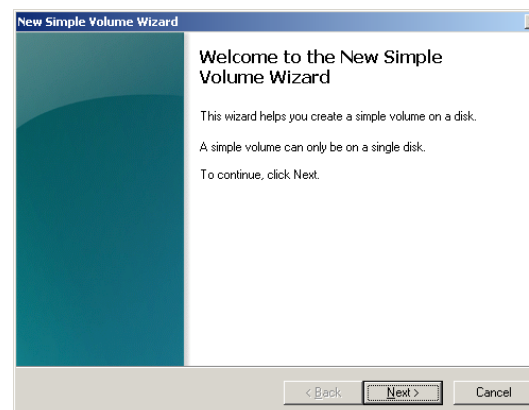 New Simple Volume Wizard
Welcome to the New Simple
Volume Wizard
This wizard helps you create a simple volume on a disk.
A simple volume can only be on a single disk.
To continue, click Next.
< Back
Next >
Cancel